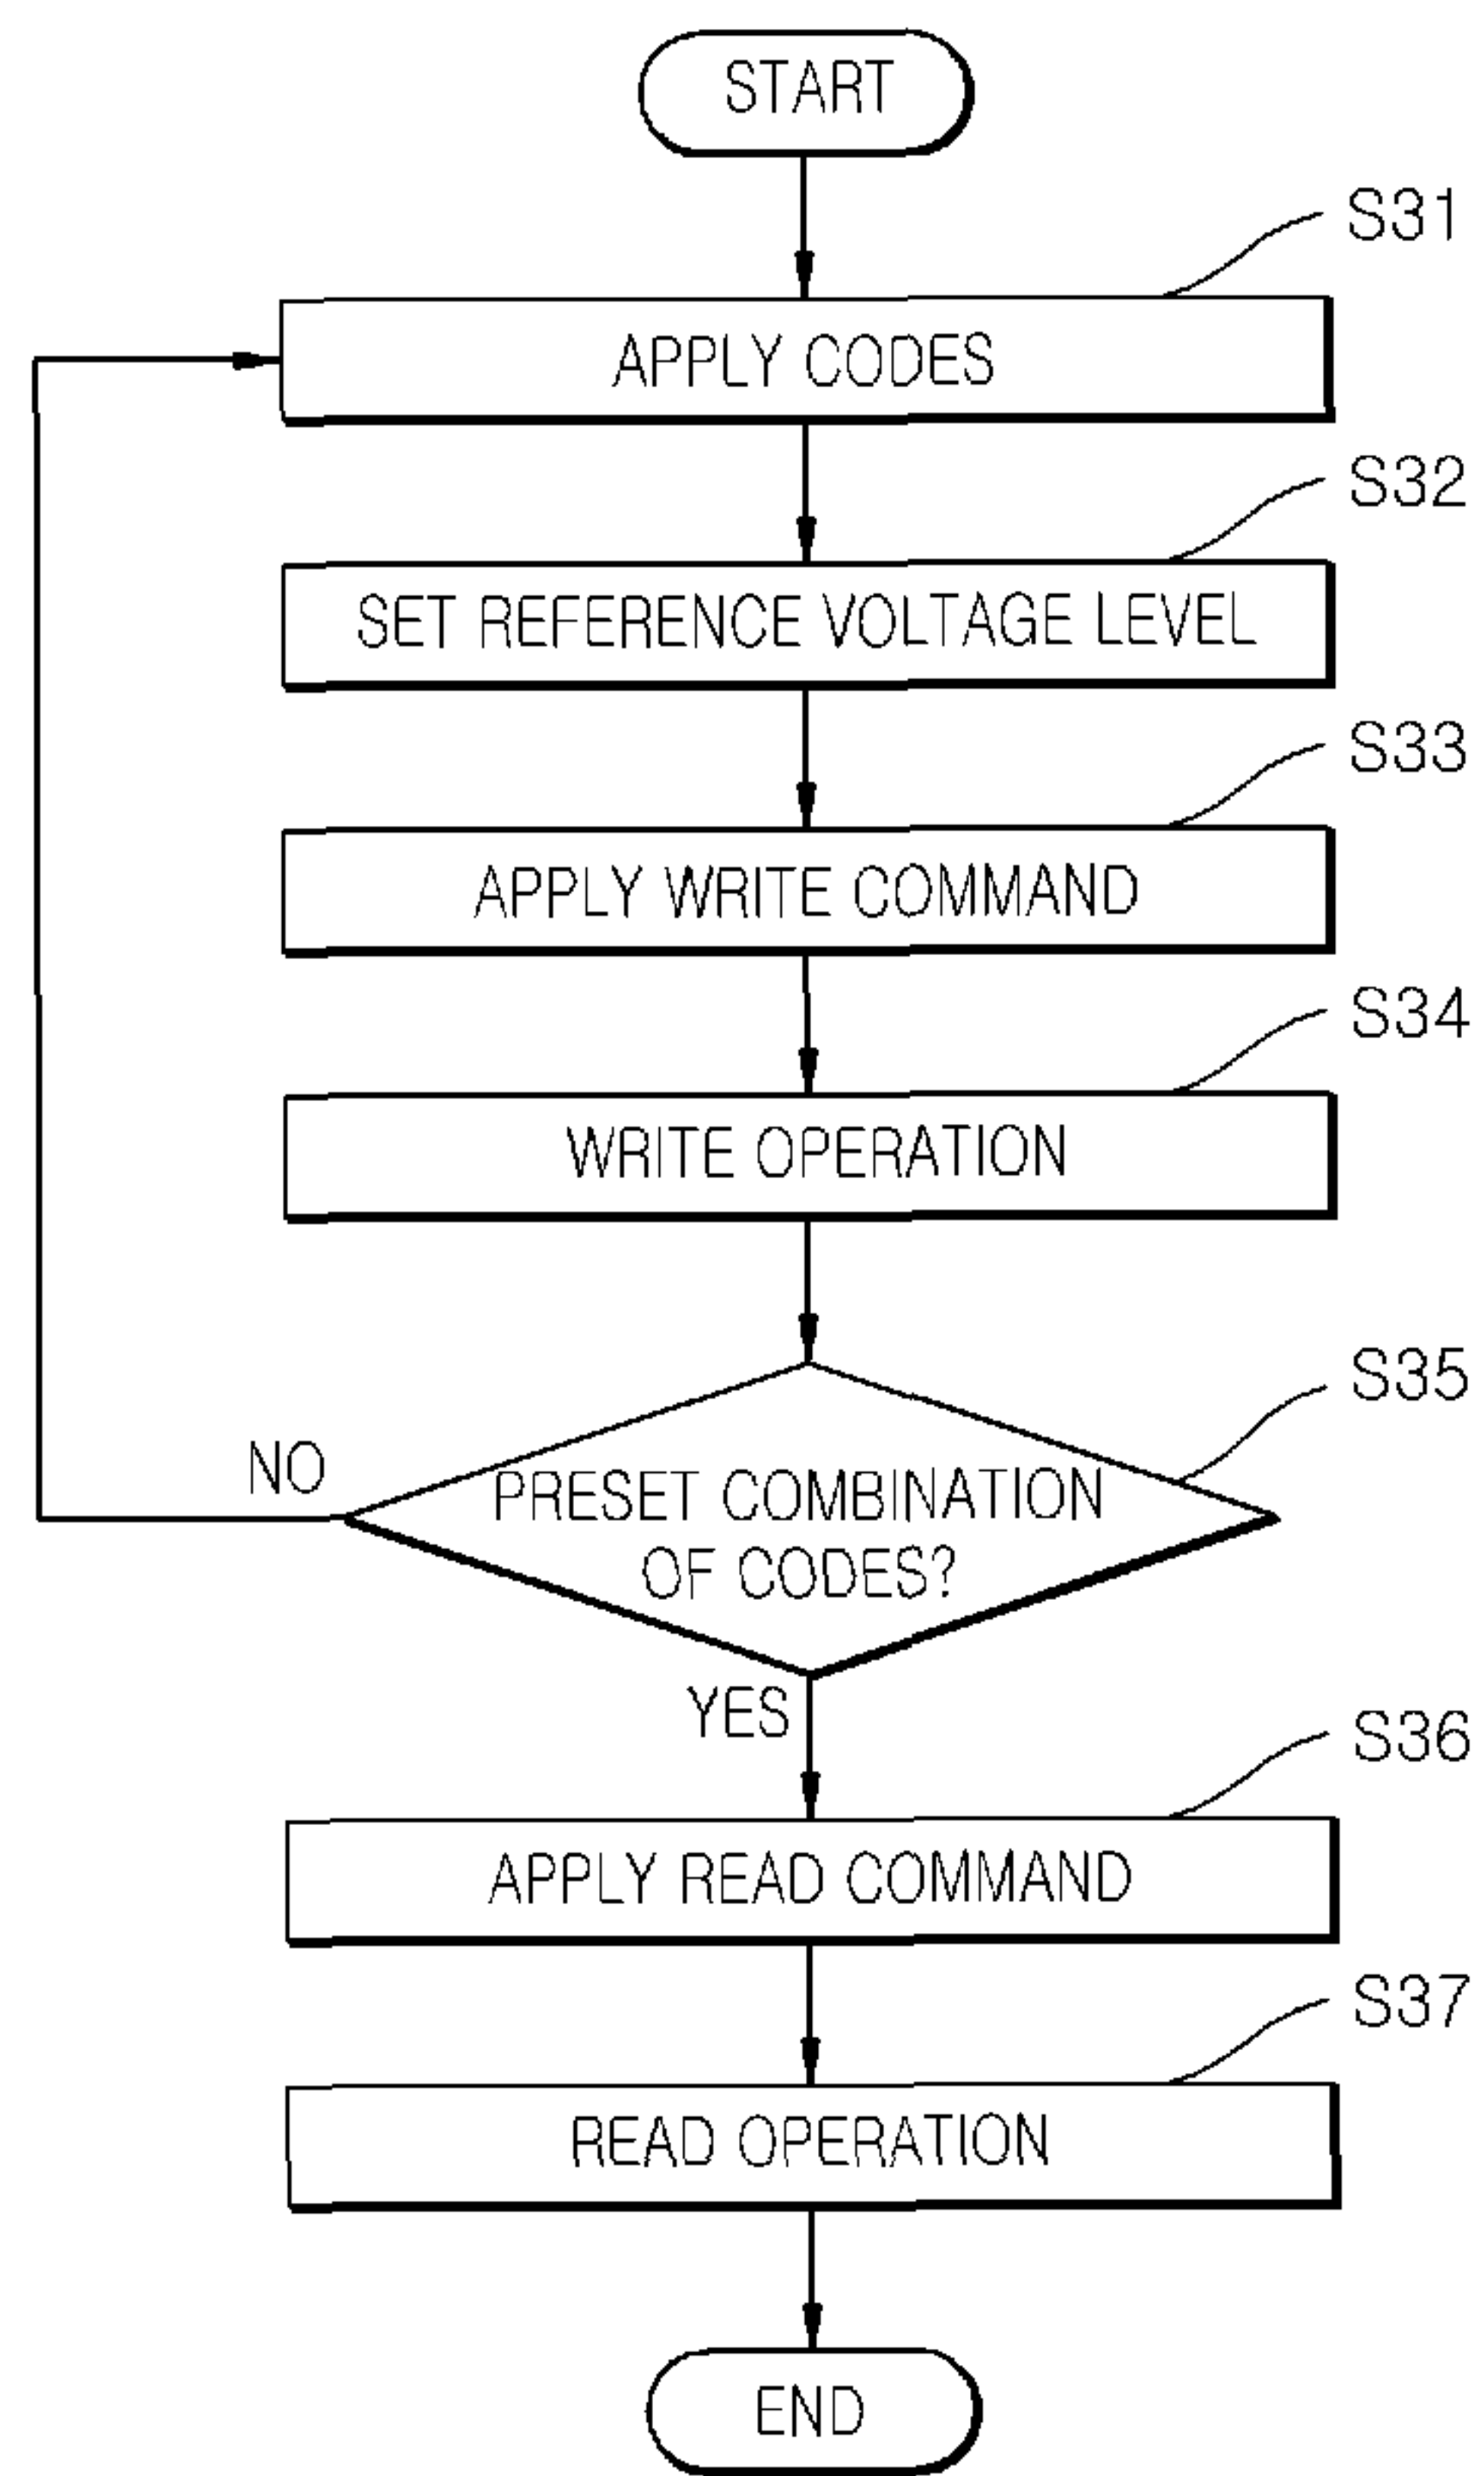 START
S31
APPLY CODES
S32
SET REFERENCE VOLTAGE LEVEL
S33
APPLY WRITE COMMAND
S34
WRITE OPERATION
S35
NO
PRESET COMBINATION
OF CODES?
YES
S36
APPLY READ COMMAND
S37
READ OPERATION
END